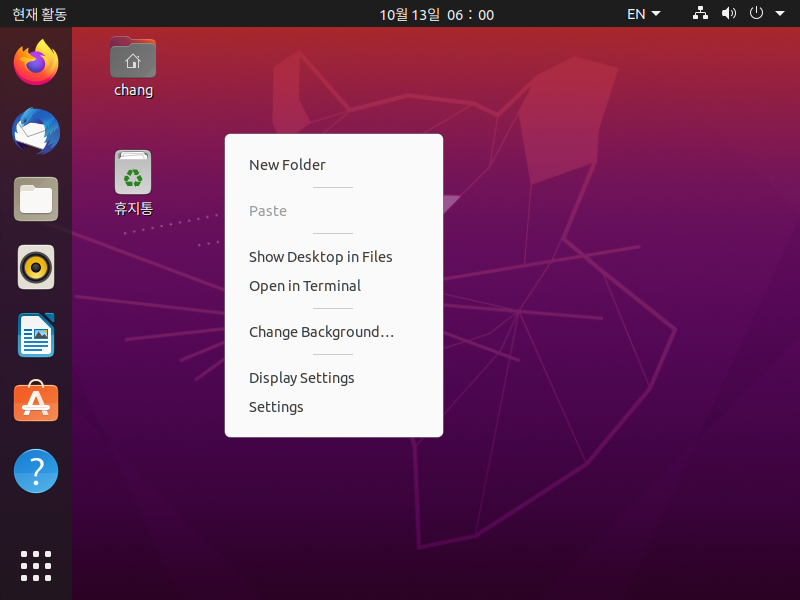 현재 활동
10월 13일 06 : 00
EN
chang
휴지통
New Folder
Paste
Show Desktop in Files
Open in Terminal
Change Background...
Display Settings
Settings